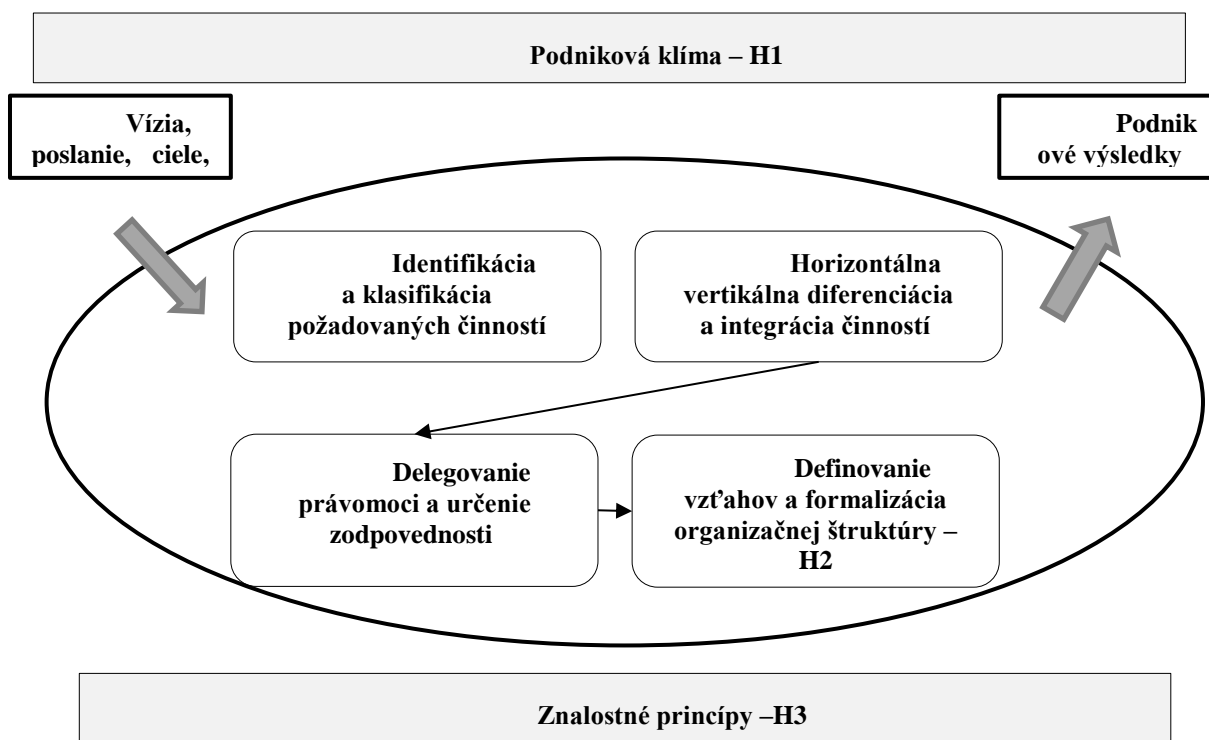 Podniková klíma – H1
Vízia,
poslanie, ciele,
Podnik
ové výsledky
Identifikácia
a klasifikácia
požadovaných činností
Horizontálna
vertikálna diferenciácia
a integrácia činností
Delegovanie
právomoci a určenie
zodpovednosti
Definovanie
vzťahov a formalizácia
organizačnej štruktúry –
H2
Znalostné princípy –H3